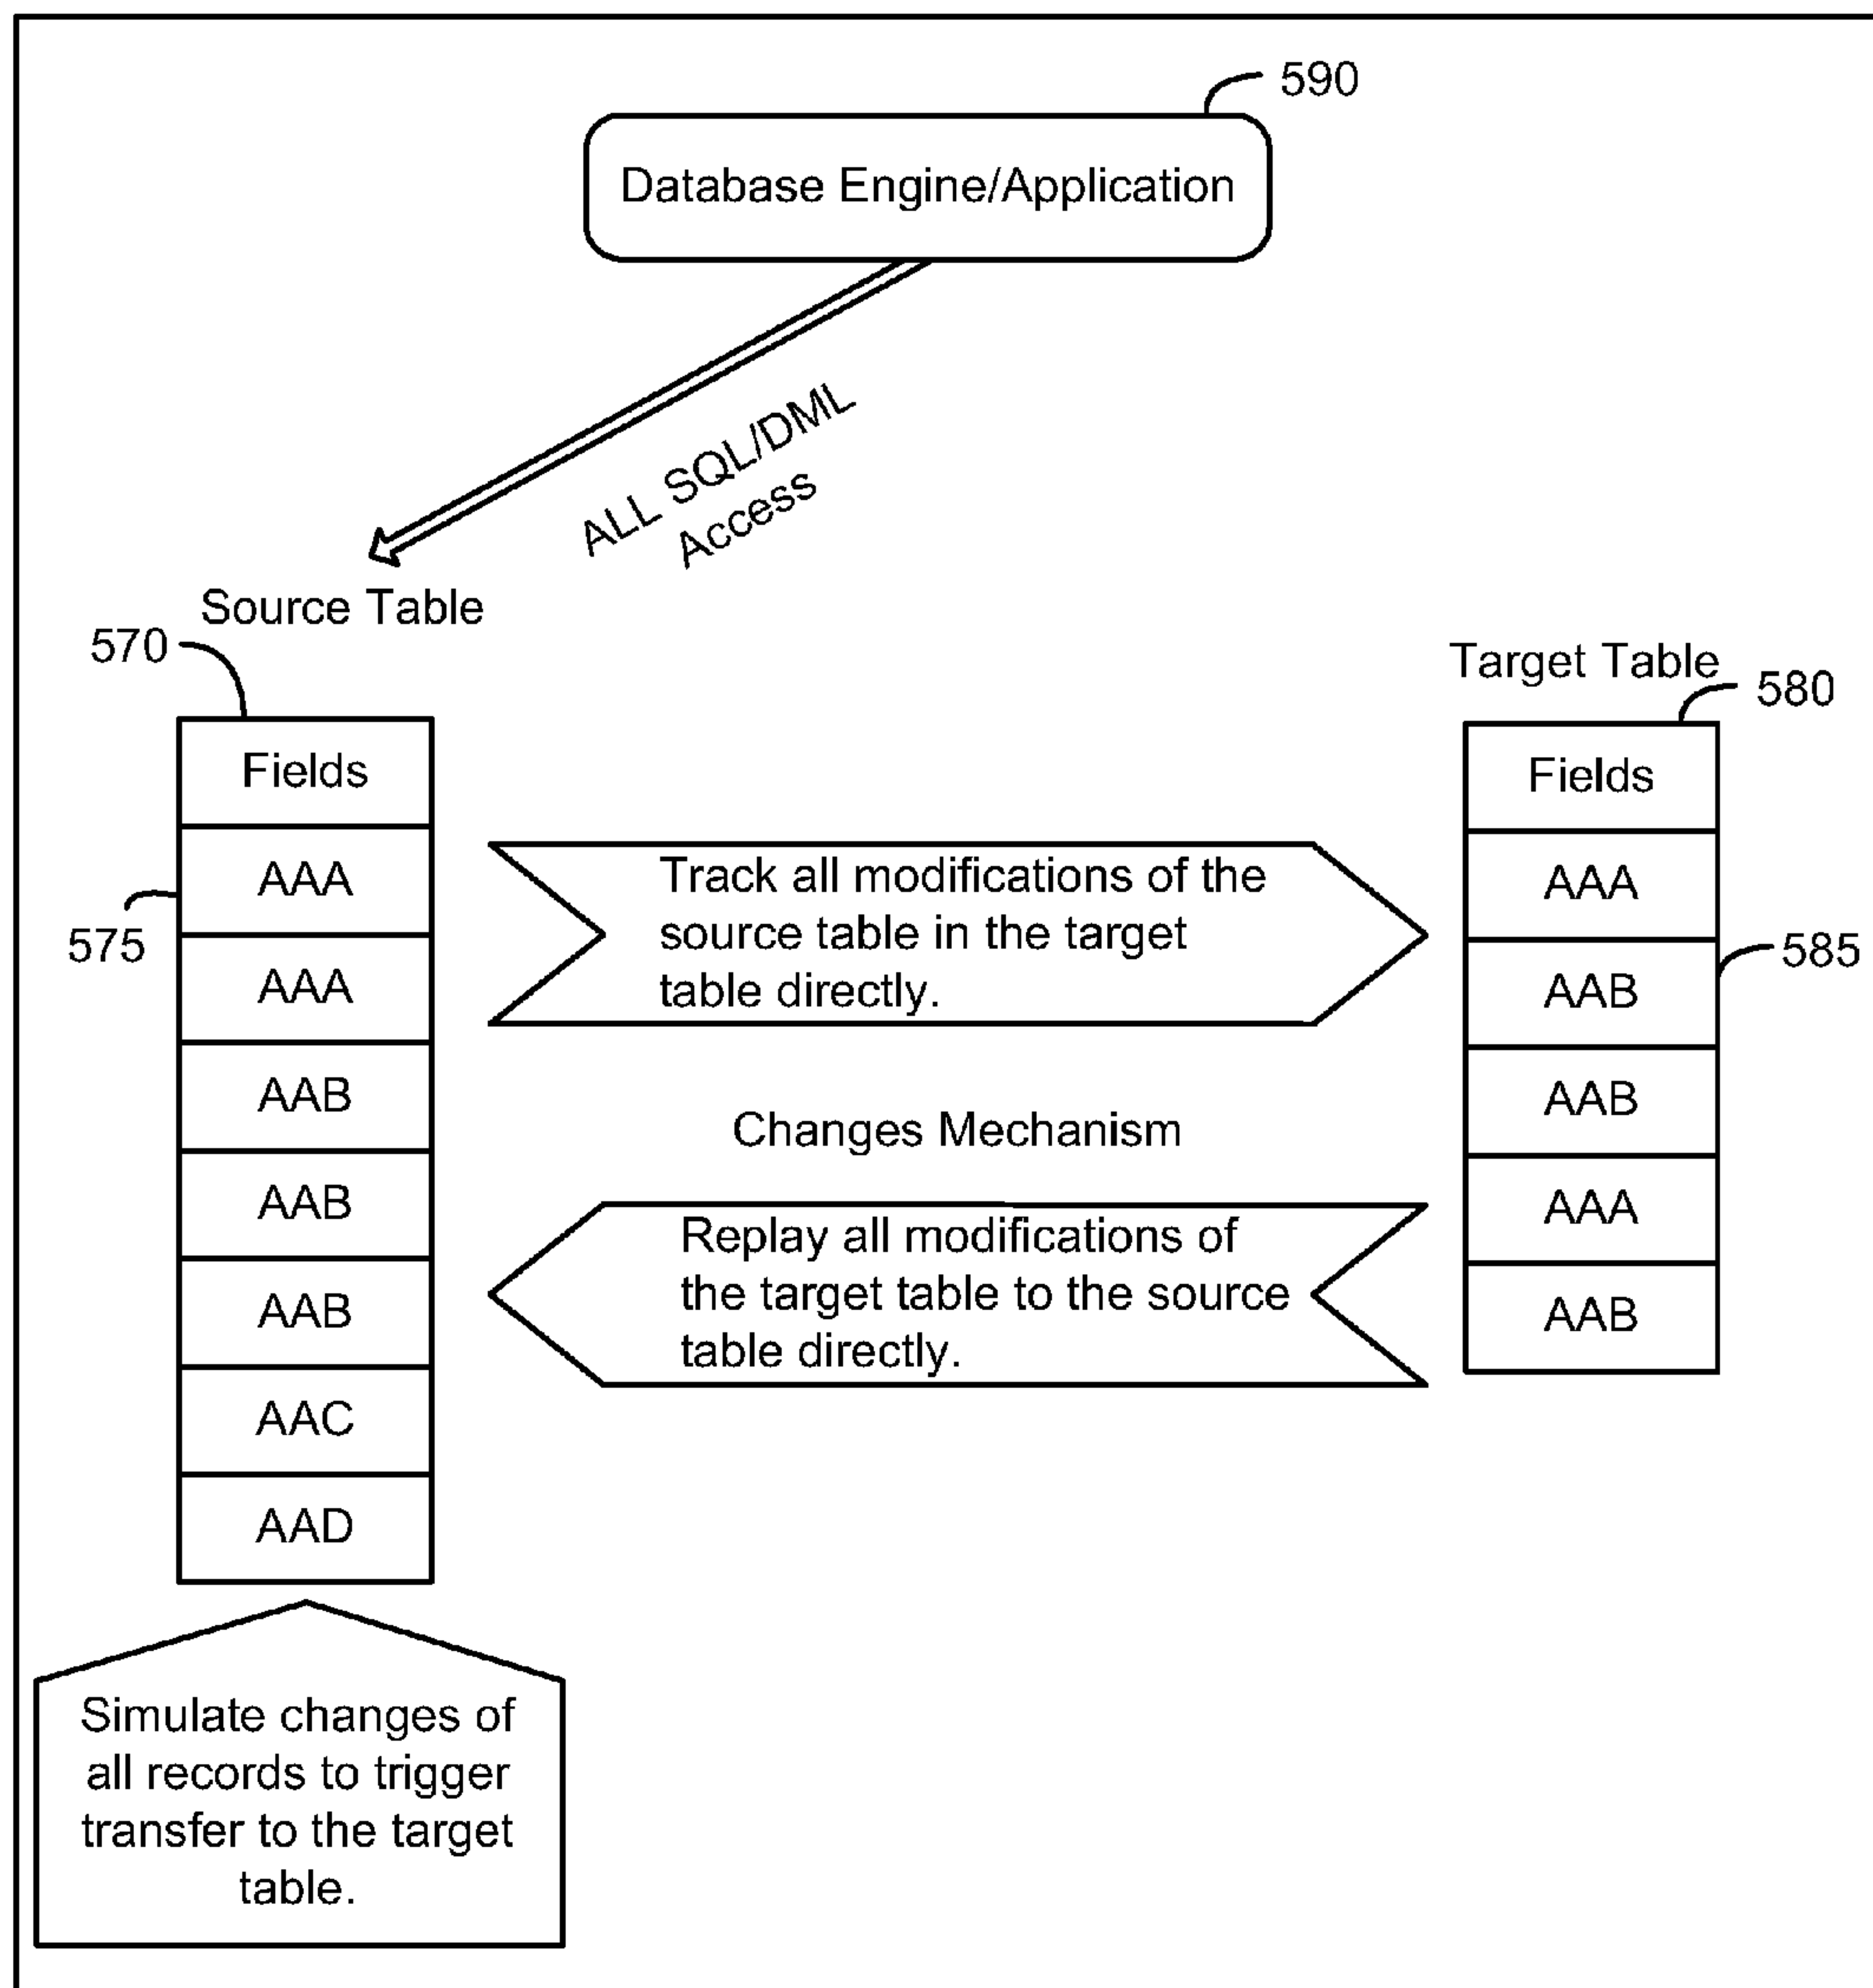 590
Database Engine/Application
ALL SQL/DML
Access
Source Table
570
Target Table
580
Fields
AAA
575
AAA
AAB
AAB
AAB
AAC
AAD
Track all modifications of the
source table in the target
table directly.
Changes Mechanism
Replay all modifications of
the target table to the source
table directly.
Fields
AAA
585
AAB
AAB
AAA
AAB
Simulate changes of
all records to trigger
transfer to the target
table.